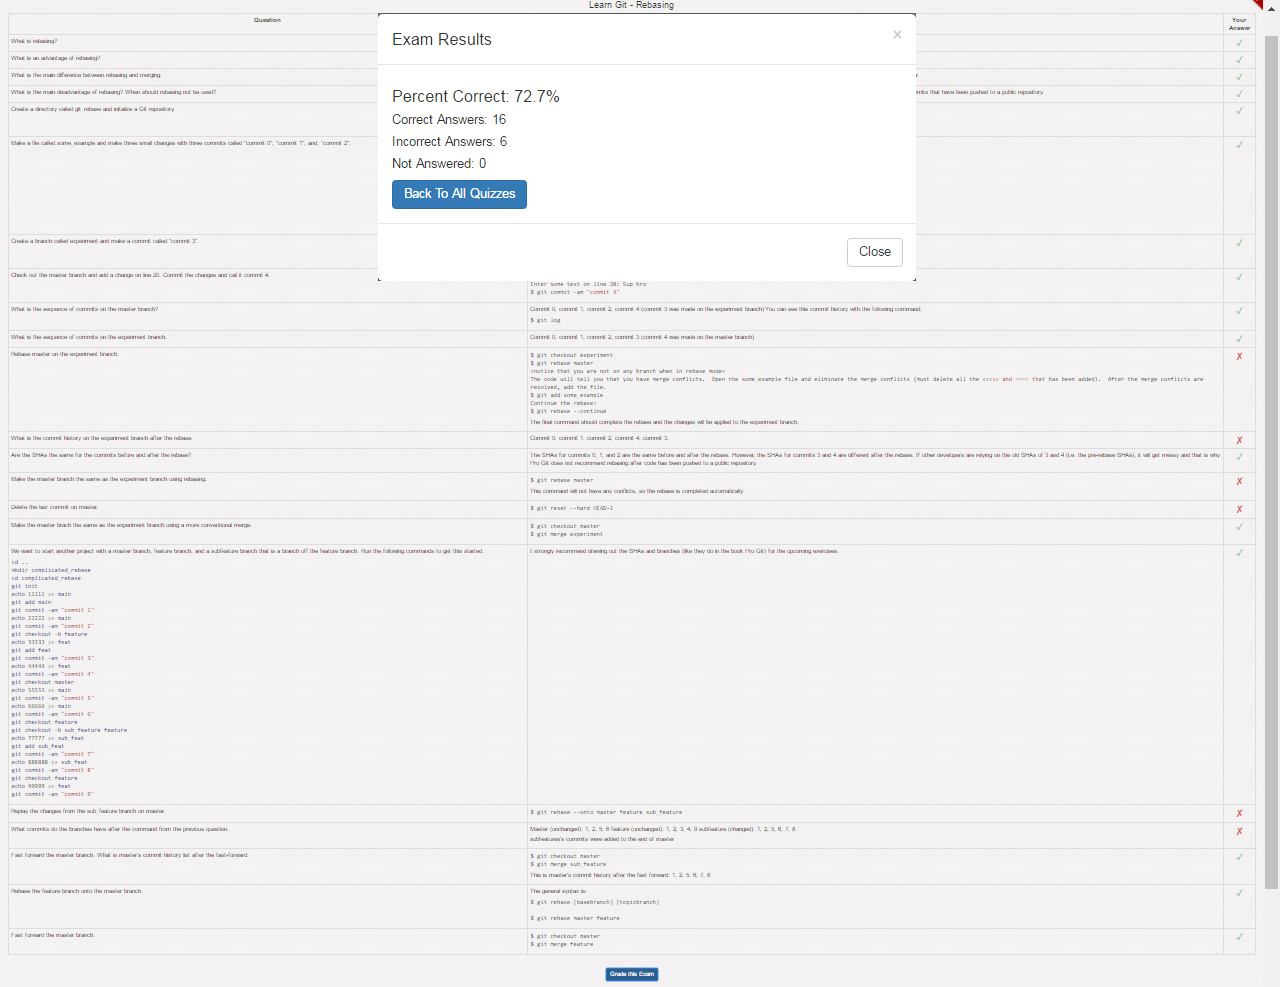 Learn Git - Rebasing
Question
Your
Answer
Exam Results
×
Percent Correct: 72.7%
Correct Answers: 16
Incorrect Answers: 6
Not Answered: 0
Back To All Quizzes
Close
What is rebasing?
What is an advantage of rebasing?
What is the main difference between rebasing and merging.
What is the main disadvantage of rebasing? When should rebasing not be used?
mits that have been pushed to a public repository.
Create a directory called git_rebase and initalize a Git repository.
Make a file called some_example and make three small changes with three commits called "commit 0", "commit 1", and, "commit 2".
Create a branch called experiment and make a commit called "commit 3".
Check out the master branch and add a change on line 20. Commit the changes and call it commit 4.
Enter some text on line 20: Sup bro
$ git commit -am "commit 4"
What is the sequence of commits on the master branch?
Commit 0, commit 1, commit 2, commit 4 (commit 3 was made on the experiment branch)You can see this commit history with the following command:
$ git log
What is the sequence of commits on the experiment branch.
Commit 0, commit 1, commit 2, commit 3 (commit 4 was made on the master branch)
Rebase master on the experiment branch.
$ git checkout experiment
$ git rebase master
<notice that you are not on any branch when in rebase mode>
The code will tell you that you have merge conflicts.  Open the some_example file and eliminate the merge conflicts (must delete all the <<<<< and ==== that has been added).  After the merge conflicts are
resolved, add the file.
$ git add some_example
Continue the rebase:
$ git rebase --continue
The final command should complete the rebase and the changes will be applied to the experiment branch.
What is the commit history on the experiment branch after the rebase.
Commit 0, commit 1, commit 2, commit 4, commit 3.
Are the SHAs the same for the commits before and after the rebase?
The SHAs for commits 0, 1, and 2 are the same before and after the rebase. However, the SHAs for commits 3 and 4 are different after the rebase. If other developers are relying on the old SHAs of 3 and 4 (i.e. the pre-rebase SHAs), it will get messy and that is why
Pro Git does not recommend rebasing after code has been pushed to a public repository.
Make the master branch the same as the experiment branch using rebasing.
$ git rebase master
This command will not have any conflicts, so the rebase is completed automatically.
Delete the last commit on master.
$ git reset --hard HEAD~1
Make the master brach the same as the experiment branch using a more conventional merge.
$ git checkout master
$ git merge experiment
We want to start another project with a master branch, feature branch, and a subfeature branch that is a branch off the feature branch. Run the following commands to get this started.
I strongly recommend drawing out the SHAs and branches (like they do in the book Pro Git) for the upcoming exercises.
cd ..
mkdir complicated_rebase
cd complicated_rebase
git init
echo 11111 >> main
git add main
git commit -am "commit 1"
echo 22222 >> main
git commit -am "commit 2"
git checkout -b feature
echo 33333 >> feat
git add feat
git commit -am "commit 3"
echo 44444 >> feat
git commit -am "commit 4"
git checkout master
echo 55555 >> main
git commit -am "commit 5"
echo 66666 >> main
git commit -am "commit 6"
git checkout feature
git checkout -b sub_feature feature
echo 77777 >> sub_feat
git add sub_feat
git commit -am "commit 7"
echo 888888 >> sub_feat
git commit -am "commit 8"
git checkout feature
echo 99999 >> feat
git commit -am "commit 9"
Replay the changes from the sub feature branch on master.
$ git rebase --onto master feature sub_feature
What commits do the branches have after the command from the previous question.
Master (unchanged): 1, 2, 5, 6 feature (unchanged): 1, 2, 3, 4, 9 subfeature (changed): 1, 2, 5, 6, 7, 8
subfeatures's commits were added to the end of master
Fast forward the master branch. What is master's commit history list after the fast-forward.
$ git checkout master
$ git merge sub_feature
This is master's commit history after the fast forward: 1, 2, 5, 6, 7, 8
Rebase the feature branch onto the master branch.
The general syntax is:
$ git rebase [basebranch] [topicbranch]
$ git rebase master feature
Fast forward the master branch.
$ git checkout master
$ git merge feature
Grade this Exam